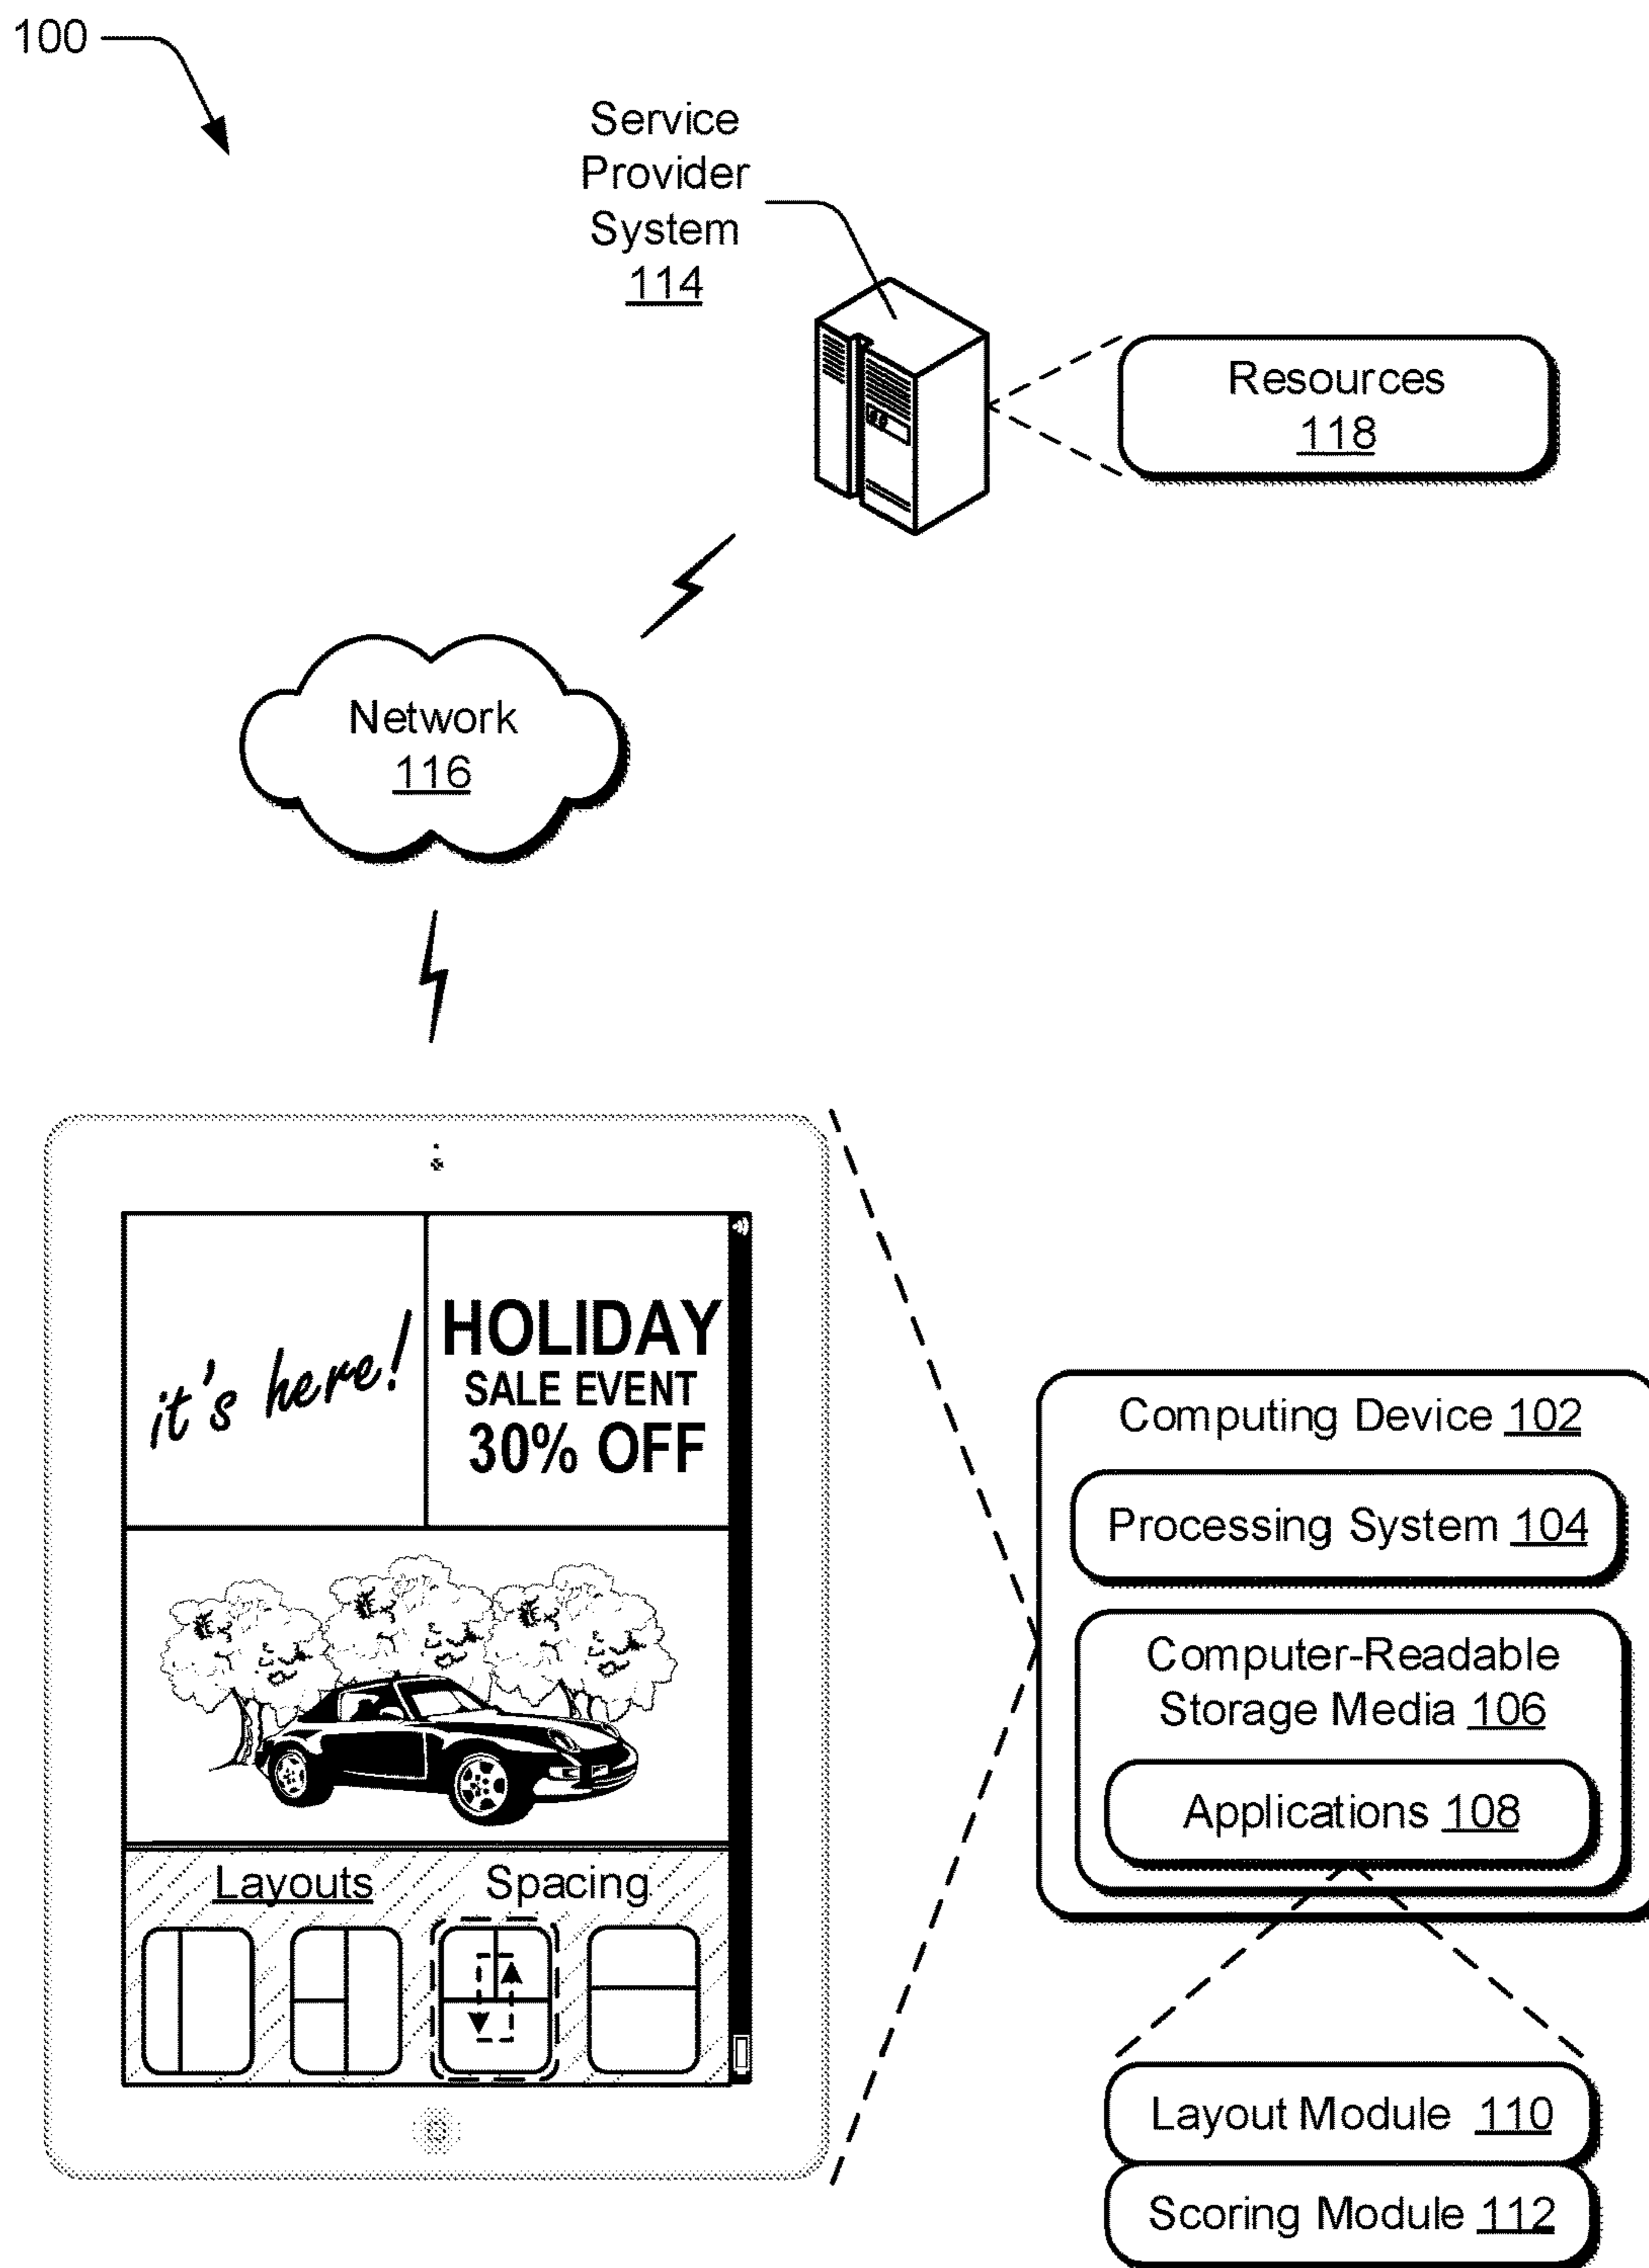 100
Service
Provider
System
114
Resources
118
Network
116
it's here!
HOLIDAY
SALE EVENT
30% OFF
Layouts Spacing
Computing Device 102
Processing System 104
Computer-Readable
Storage Media 106
Applications 108
Layout Module 110
Scoring Module 112